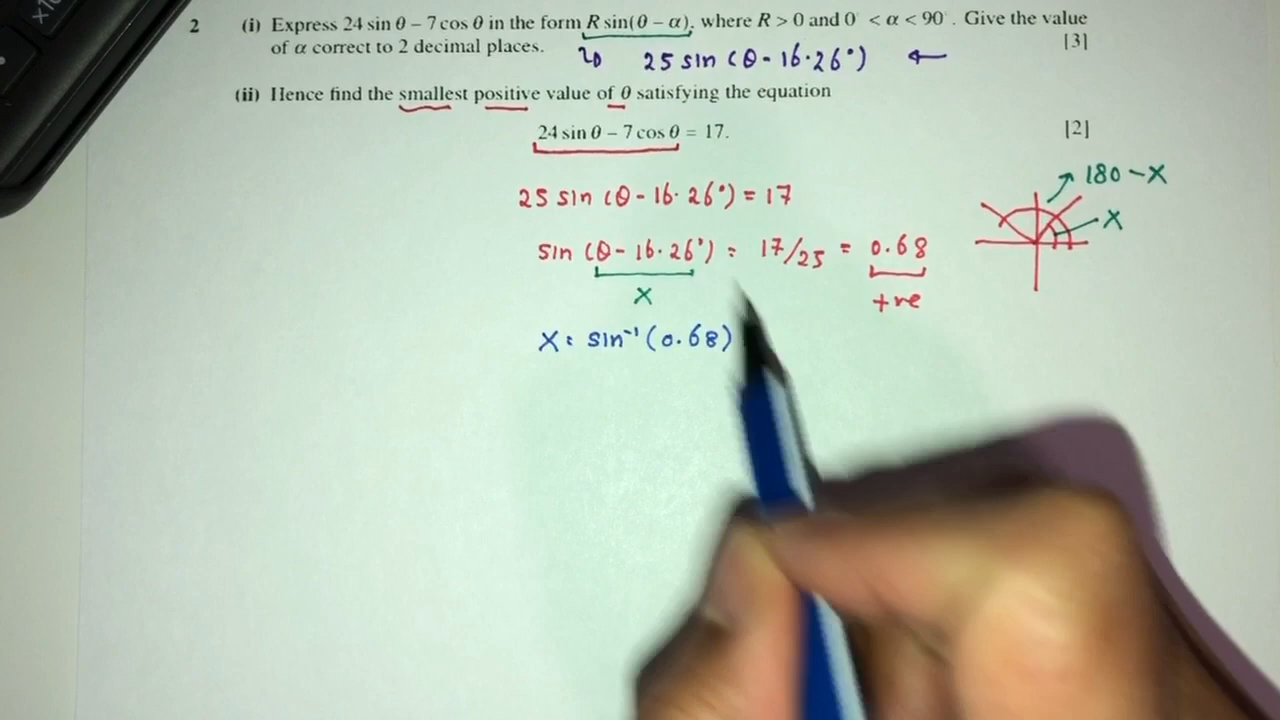 x10
2 (i) Express 24 sin θ – 7 cos θ in the form R sin(θ – α), where R > 0 and 0° < α < 90°. Give the value
of α correct to 2 decimal places. [3]
25 sin (θ - 16.26°) ←
(ii) Hence find the smallest positive value of θ satisfying the equation
24 sin θ – 7 cos θ = 17. [2]
180 - x
25 sin (θ - 16.26°) = 17
x
sin (θ - 16.26°) = 17/25 = 0.68
x
+ve
x = sin⁻¹(0.68)